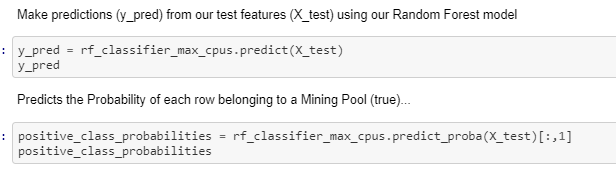 Make predictions (y_pred) from our test features (X_test) using our Random Forest model
: y_pred = rf_classifier_max_cpus.predict(X_test)
y_pred
Predicts the Probability of each row belonging to a Mining Pool (true)...
: positive_class_probabilities = rf_classifier_max_cpus.predict_proba(X_test)[:,1]
positive_class_probabilities